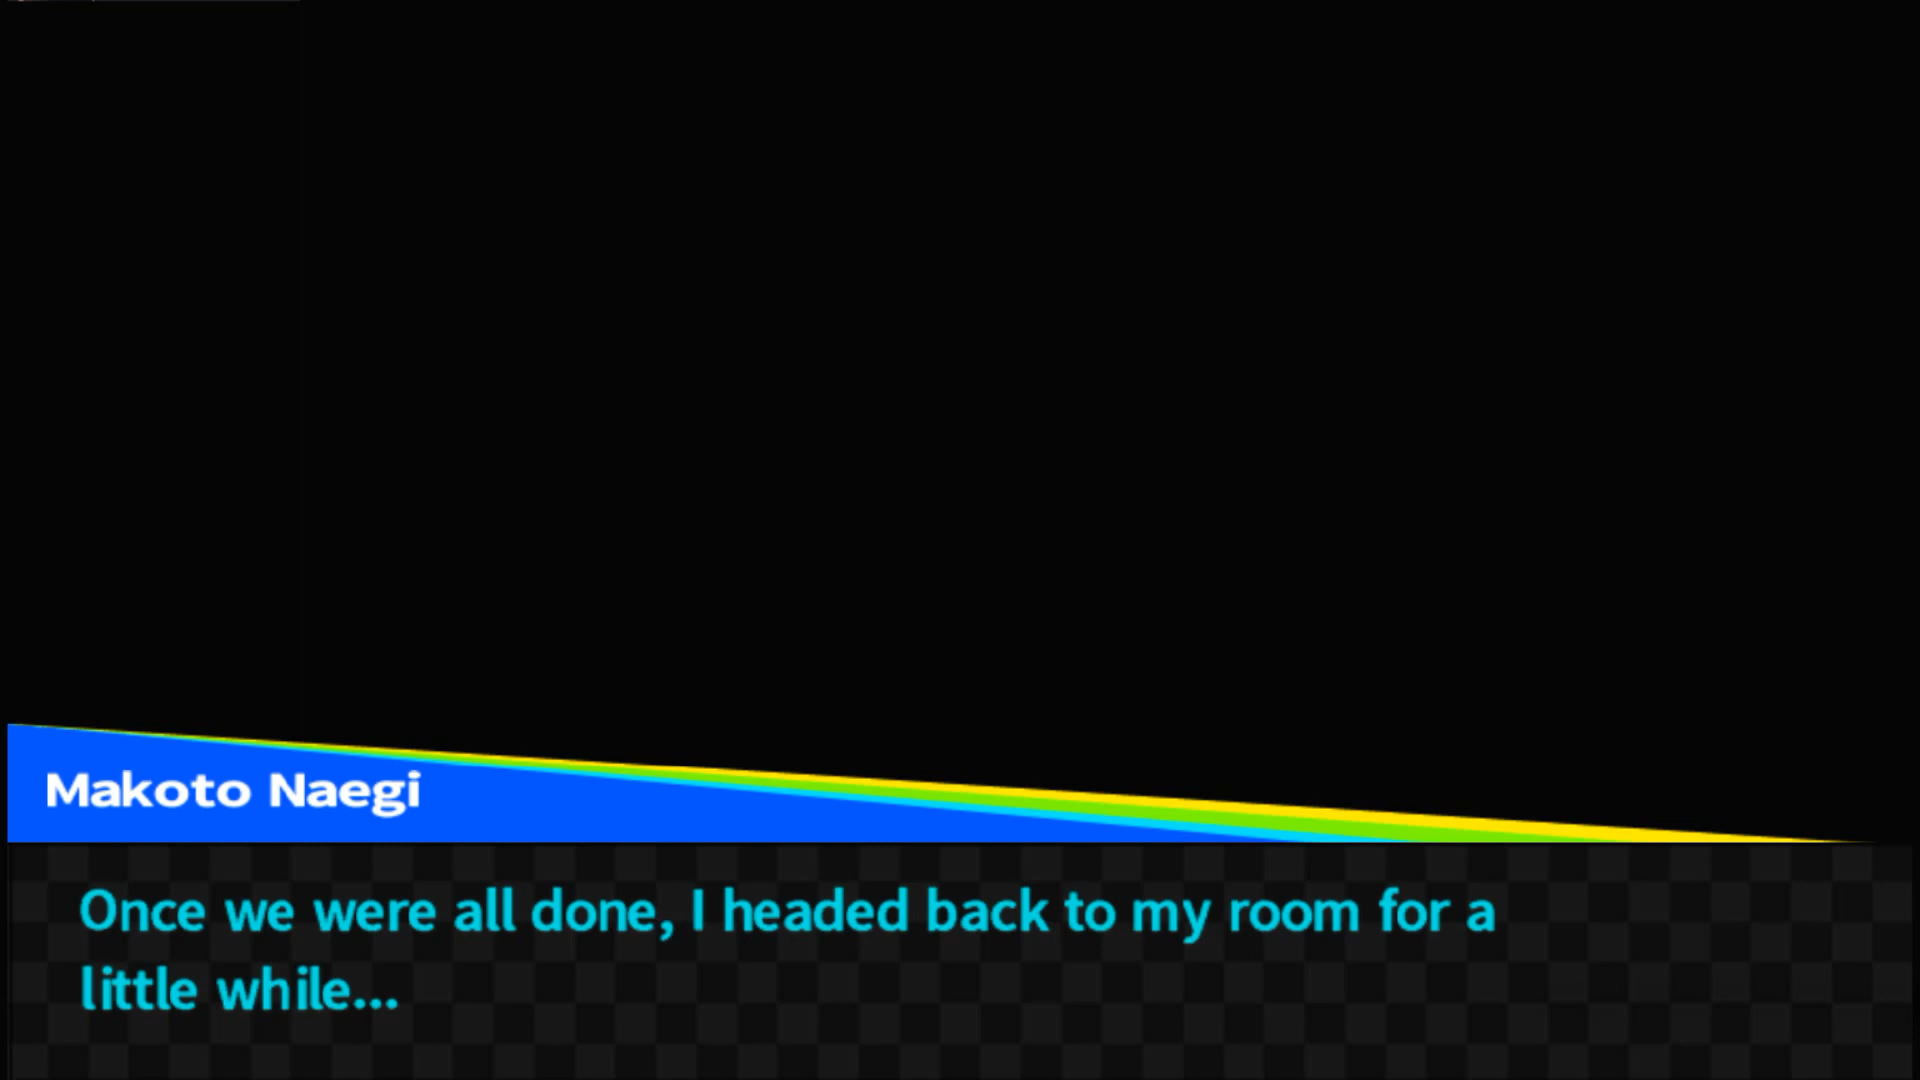 Makoto Naegi
Once we were all done, I headed back to my room for a
little while...